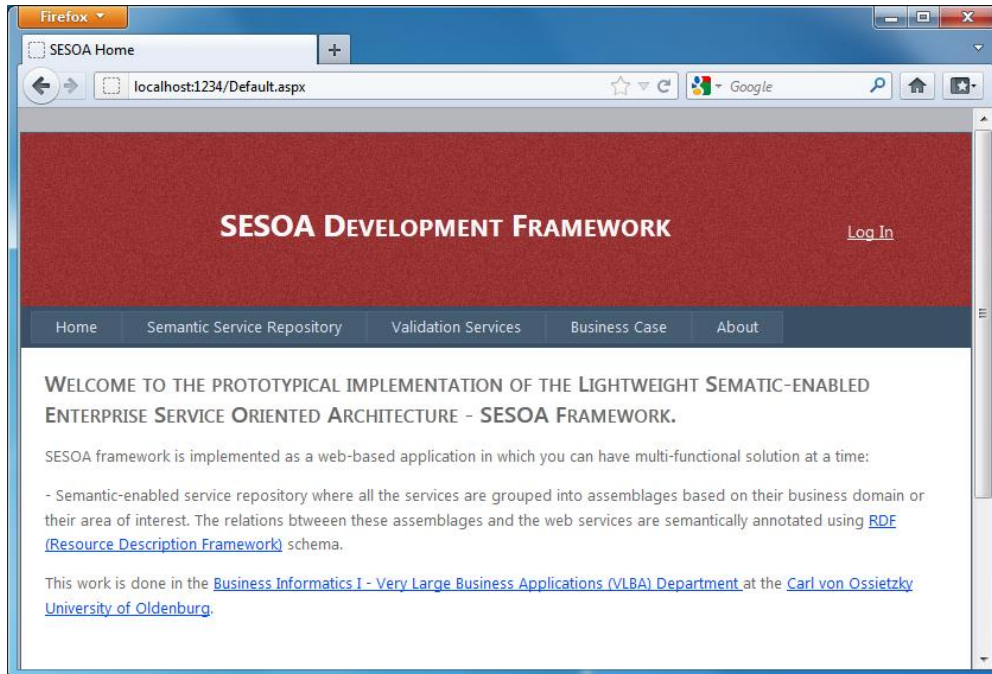 Firefox
SESOA Home
localhost:1234/Default.aspx
Google
SESOA DEVELOPMENT FRAMEWORK
Log In
Home Semantic Service Repository Validation Services Business Case About
WELCOME TO THE PROTOTYPICAL IMPLEMENTATION OF THE LIGHTWEIGHT SEMATIC-ENABLED
ENTERPRISE SERVICE ORIENTED ARCHITECTURE - SESOA FRAMEWORK.
SESOA framework is implemented as a web-based application in which you can have multi-functional solution at a time:
- Semantic-enabled service repository where all the services are grouped into assemblages based on their business domain or
their area of interest. The relations btweeen these assemblages and the web services are semantically annotated using RDF
(Resource Description Framework) schema.
This work is done in the Business Informatics I - Very Large Business Applications (VLBA) Department at the Carl von Ossietzky
University of Oldenburg.